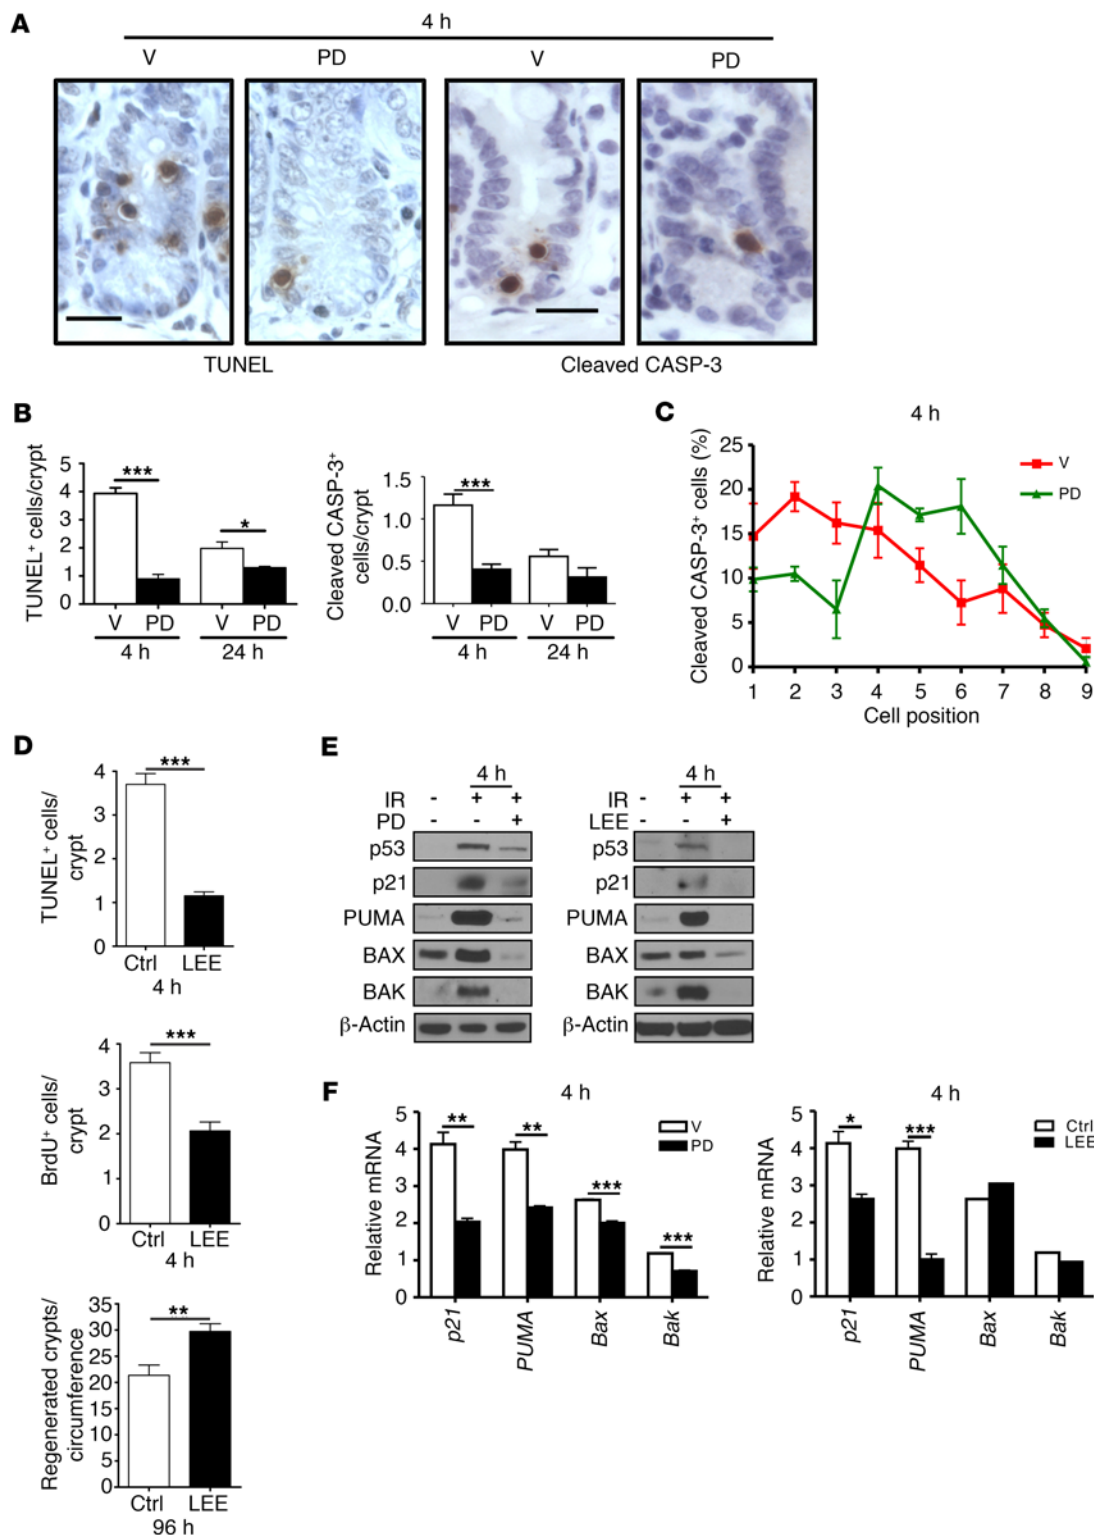 A
4 h
V PD V PD
TUNEL Cleaved CASP-3
B
TUNEL⁺ cells/crypt
5
4
3
2
1
0
***
*
V PD V PD
4 h 24 h
Cleaved CASP-3⁺
cells/crypt
1.5
1.0
0.5
0.0
***
V PD V PD
4 h 24 h
C
4 h
Cleaved CASP-3⁺ cells (%)
25
20
15
10
5
0
V
PD
1 2 3 4 5 6 7 8 9
Cell position
D
TUNEL⁺ cells/
crypt
4
3
2
1
0
***
Ctrl LEE
4 h
BrdU⁺ cells/
crypt
4
3
2
1
0
***
Ctrl LEE
4 h
Regenerated crypts/
circumference
35
30
25
20
15
10
5
0
**
Ctrl LEE
96 h
E
4 h
IR - + +
PD - - +
p53
p21
PUMA
BAX
BAK
β-Actin
4 h
IR - + +
LEE - - +
p53
p21
PUMA
BAX
BAK
β-Actin
F
4 h
Relative mRNA
5
4
3
2
1
0
** ** *** ***
V
PD
p21 PUMA Bax Bak
4 h
Relative mRNA
5
4
3
2
1
0
* ***
Ctrl
LEE
p21 PUMA Bax Bak